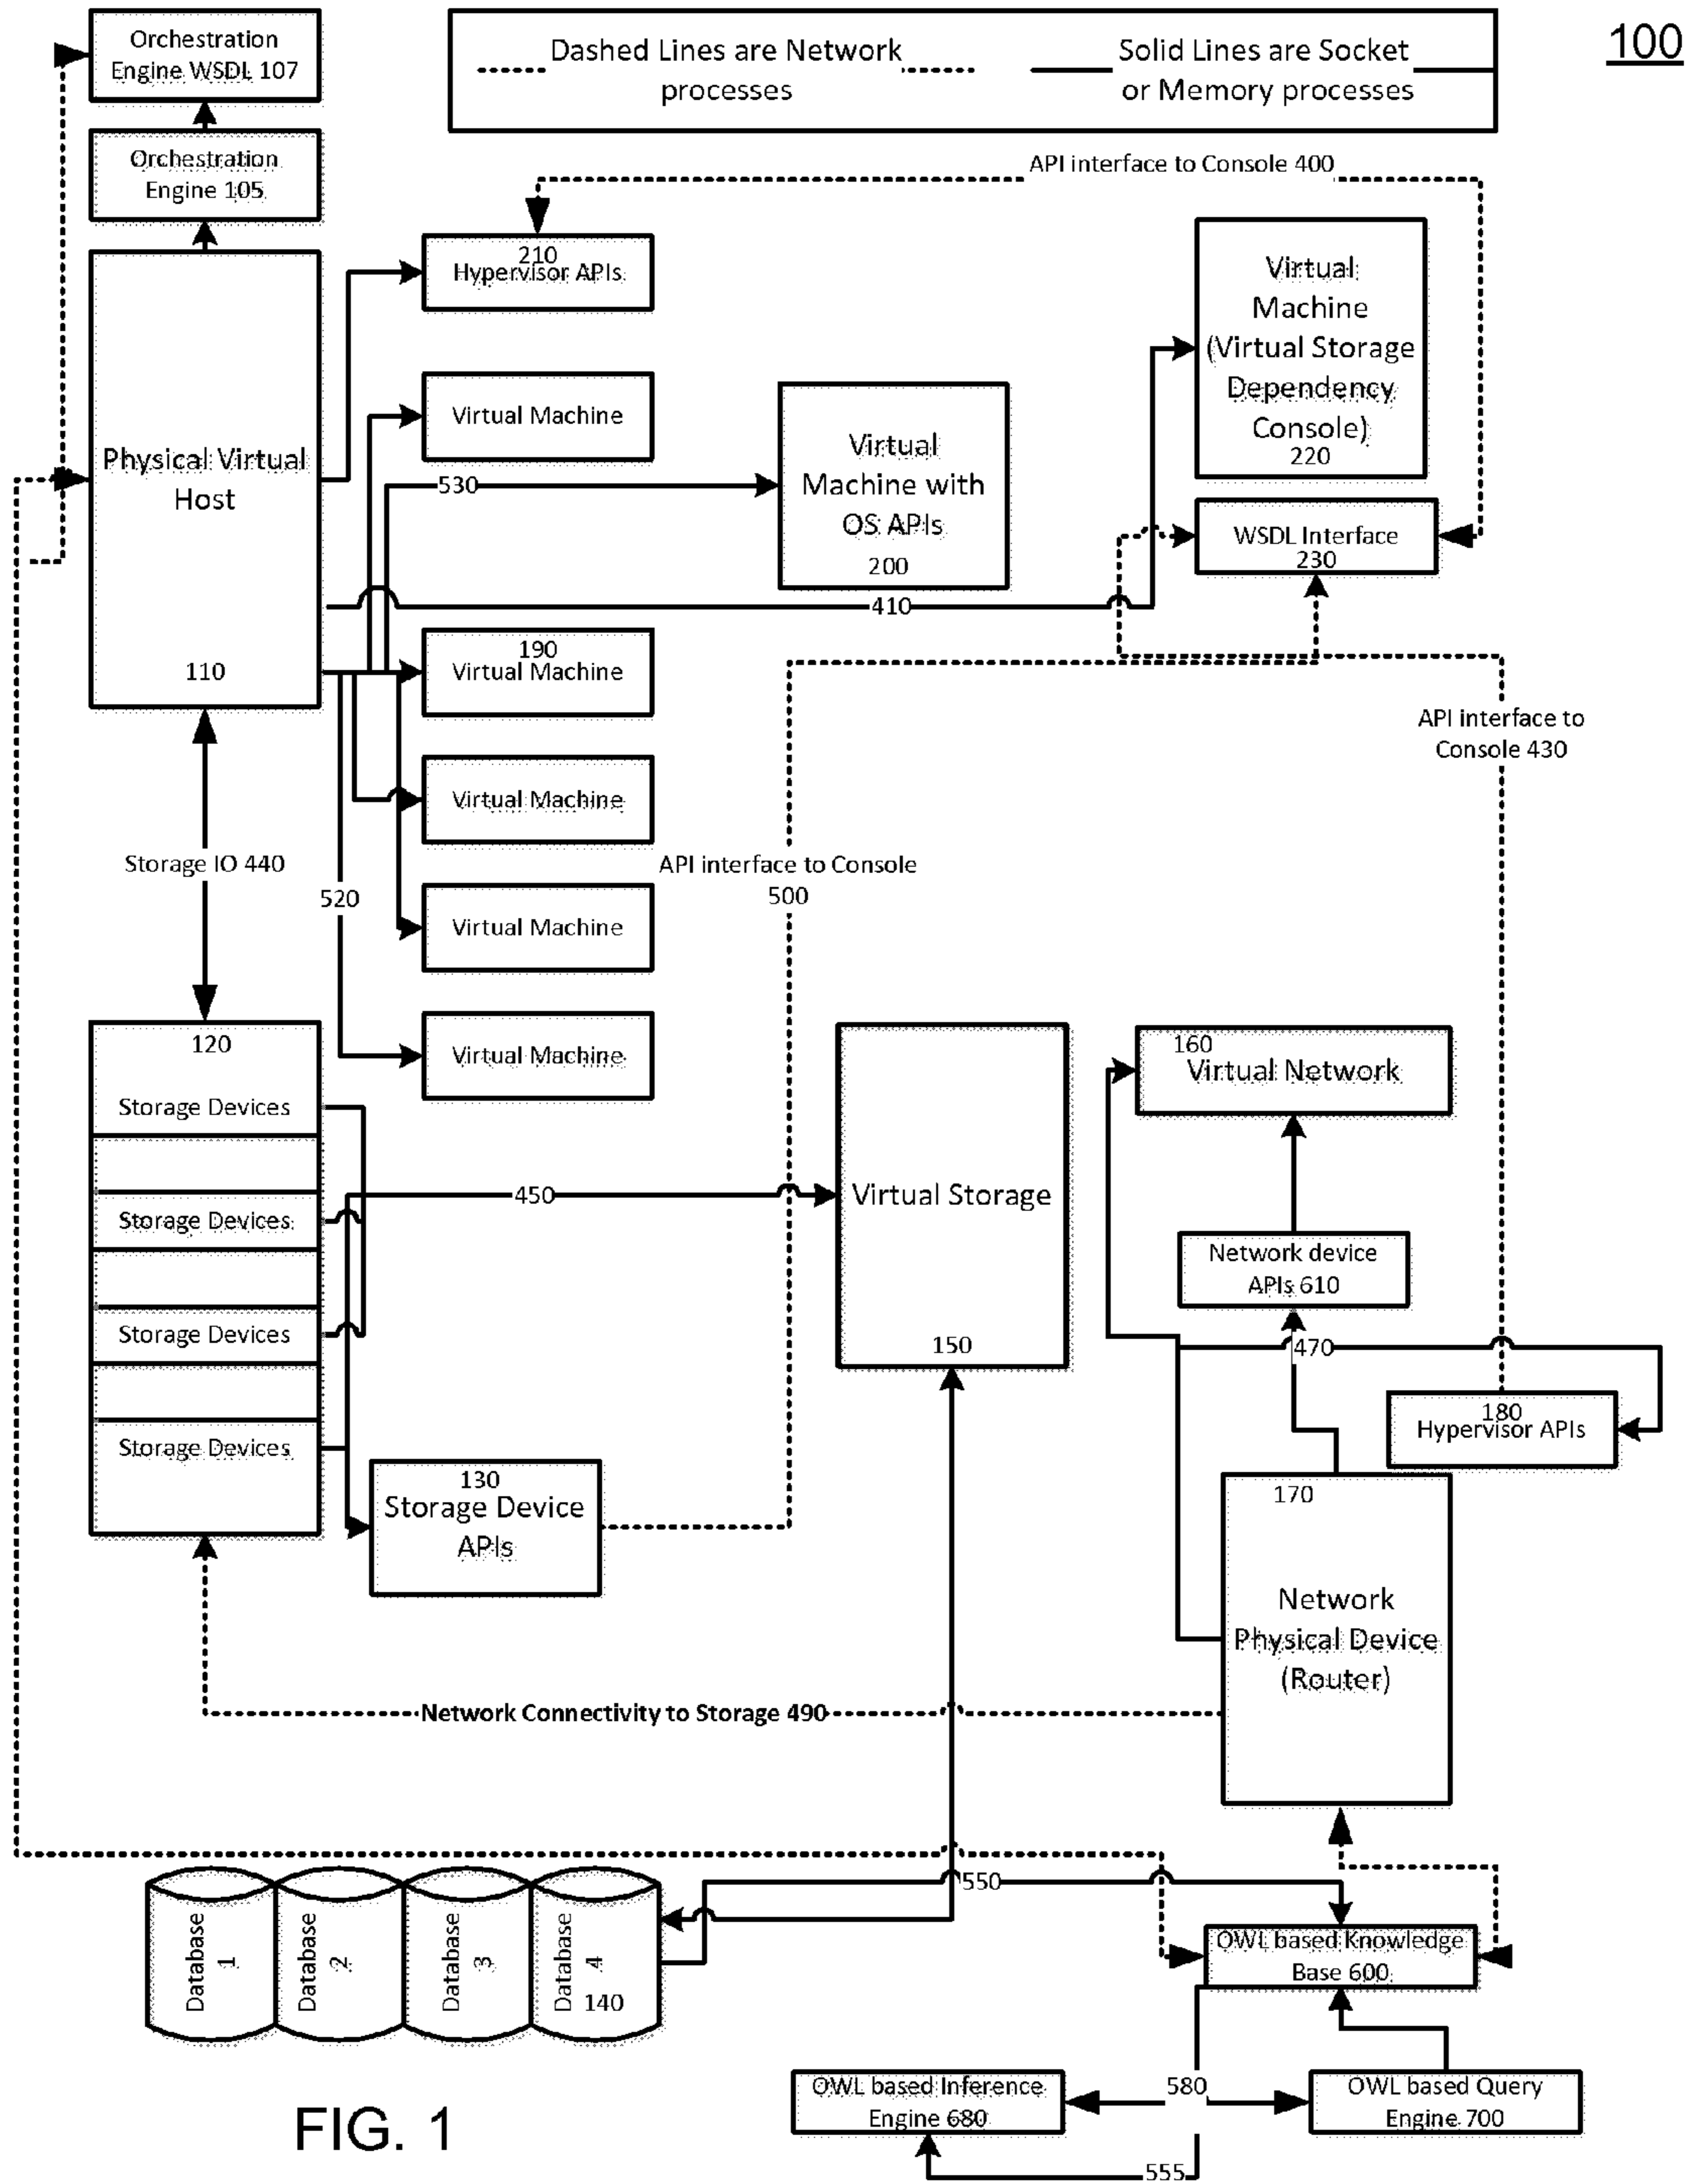 100
Orchestration
Engine WSDL 107
Dashed Lines are Network
processes
Solid Lines are Socket
or Memory processes
Orchestration
Engine 105
API interface to Console 400
210
Hypervisor APIs
Virtual
Machine
(Virtual Storage
Dependency
Console)
220
Virtual Machine
Physical Virtual
Host
110
530
Virtual
Machine with
OS APIs
200
WSDL Interface
230
410
190
Virtual Machine
API interface to
Console 430
Virtual Machine
Storage IO 440
520
API interface to Console
500
Virtual Machine
Virtual Machine
120
Storage Devices
Storage Devices
Storage Devices
Storage Devices
450
Virtual Storage
150
160
Virtual Network
Network device
APIs 610
470
180
Hypervisor APIs
130
Storage Device
APIs
170
Network
Physical Device
(Router)
Network Connectivity to Storage 490
550
Database
1
Database
2
Database
3
Database
4
140
OWL based Knowledge
Base 600
OWL based Inference
Engine 680
580
OWL based Query
Engine 700
555
FIG. 1